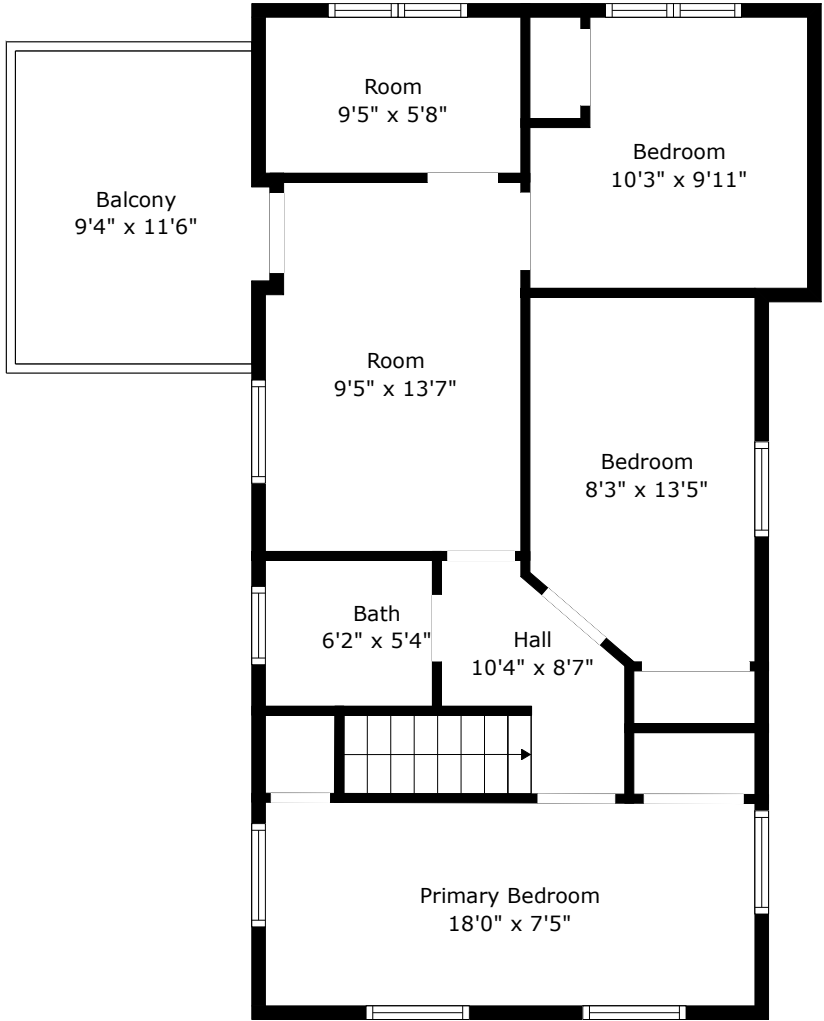 Room
9'5" x 5'8"
Bedroom
10'3" x 9'11"
Balcony
9'4" x 11'6"
Room
9'5" x 13'7"
Bedroom
8'3" x 13'5"
Bath
6'2" x 5'4"
Hall
10'4" x 8'7"
Primary Bedroom
18'0" x 7'5"